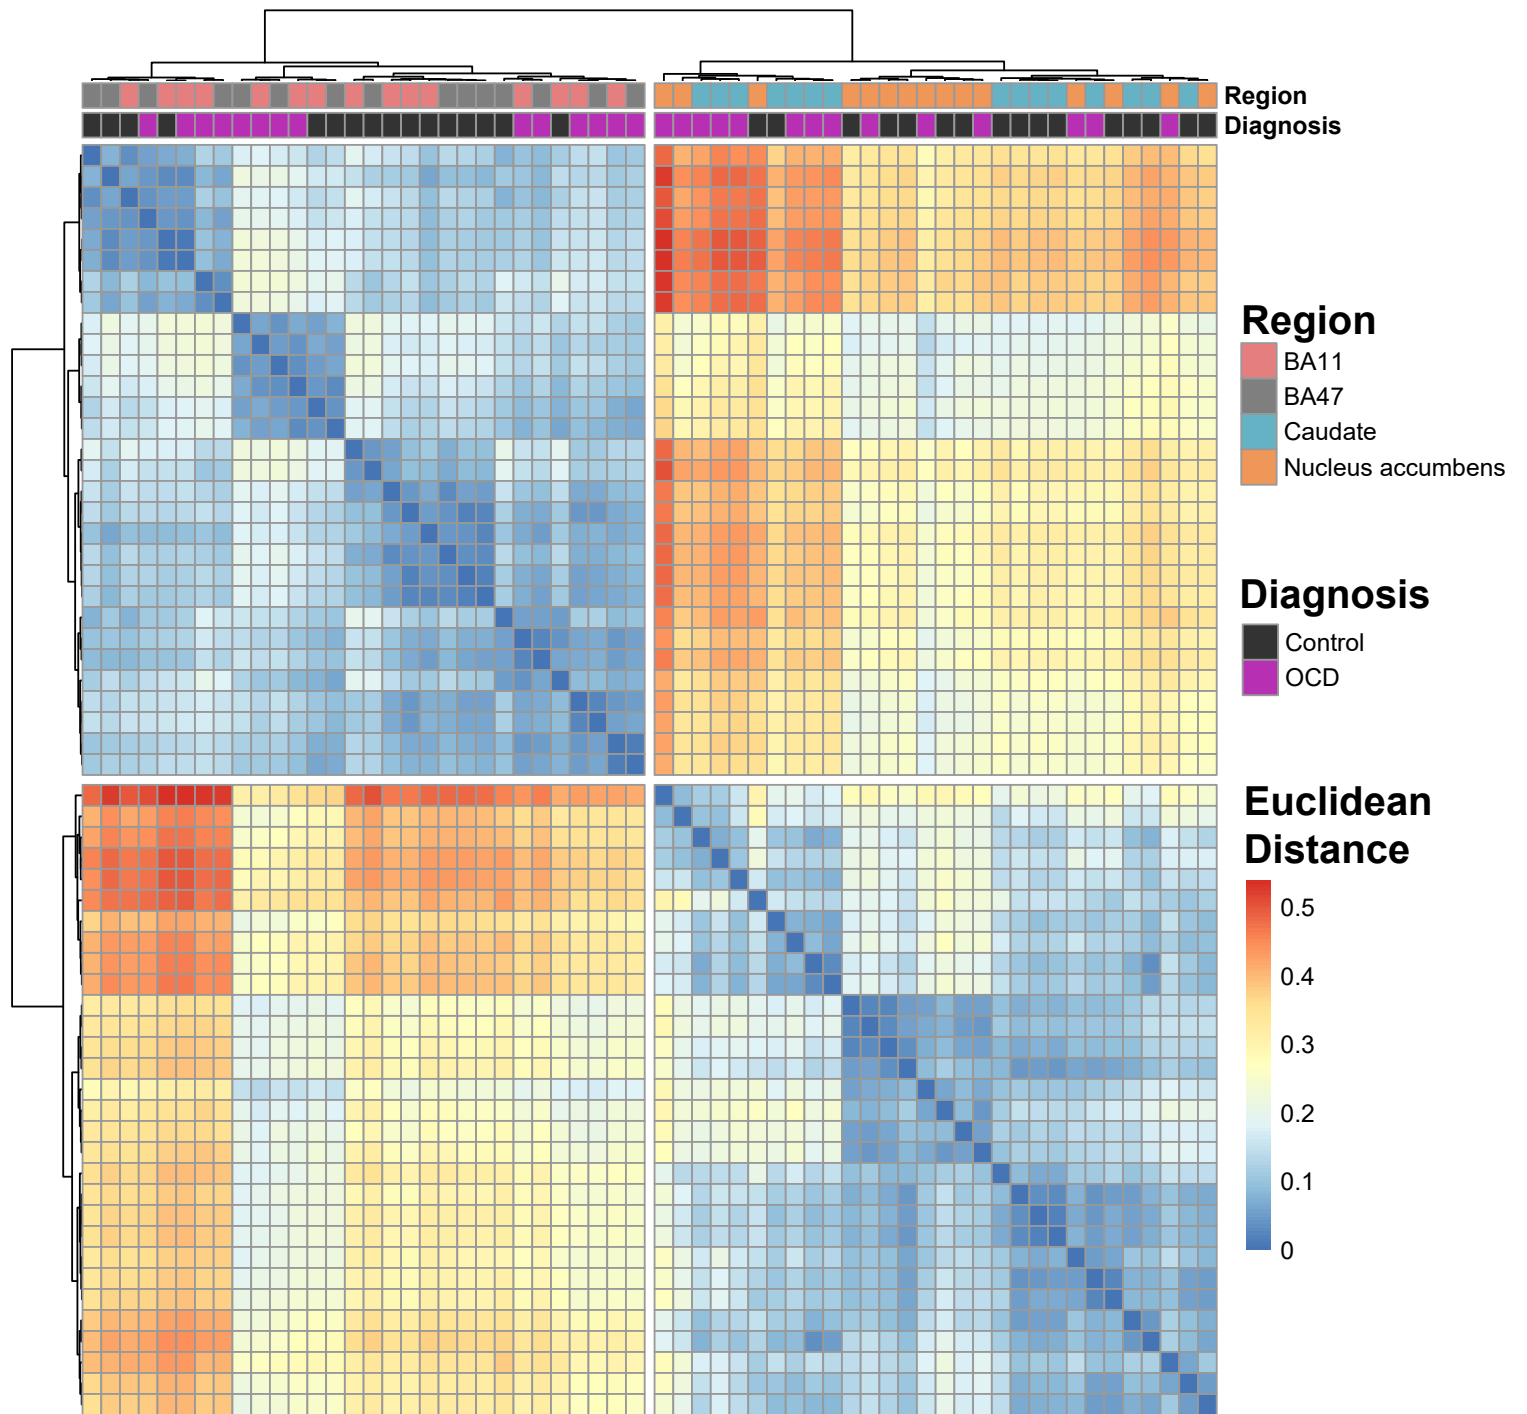 Region
Diagnosis
Region
BA11
BA47
Caudate
Nucleus accumbens
Diagnosis
Control
OCD
Euclidean
Distance
0.5
0.4
0.3
0.2
0.1
0